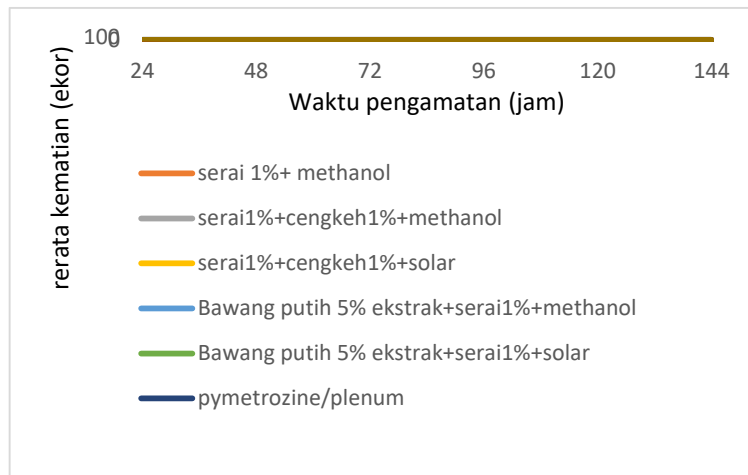 rerata kematian (ekor)
100
0
24 48 72 96 120 144
Waktu pengamatan (jam)
serai 1%+ methanol
serai1%+cengkeh1%+methanol
serai1%+cengkeh1%+solar
Bawang putih 5% ekstrak+serai1%+methanol
Bawang putih 5% ekstrak+serai1%+solar
pymetrozine/plenum